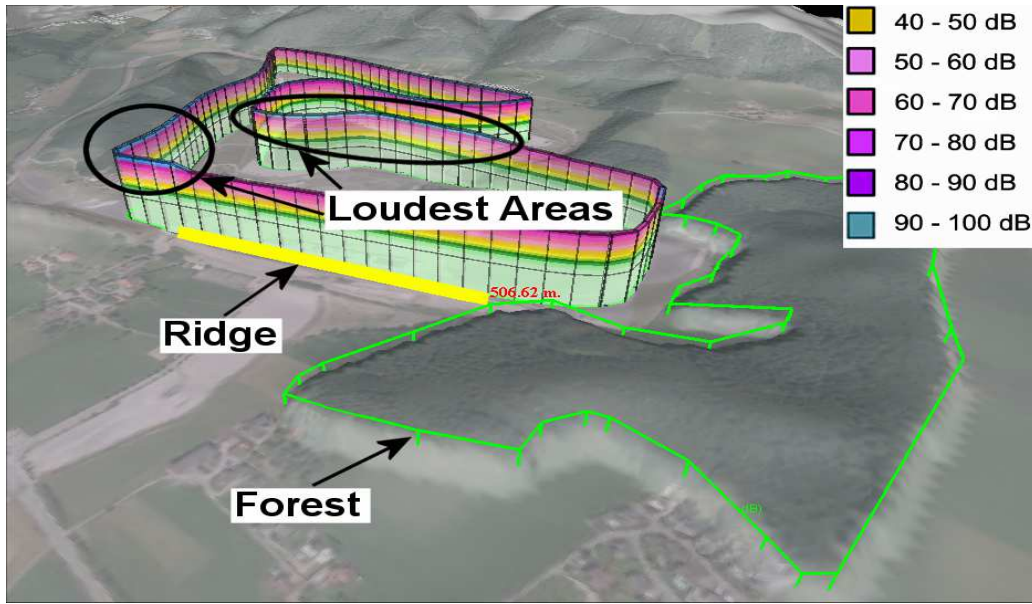 40 - 50 dB
50 - 60 dB
60 - 70 dB
70 - 80 dB
80 - 90 dB
90 - 100 dB
Loudest Areas
506.62 m.
Ridge
Forest